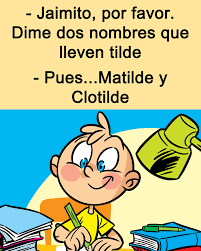 - Jaimito, por favor.
Dime dos nombres que
lleven tilde
- Pues...Matilde y
Clotilde